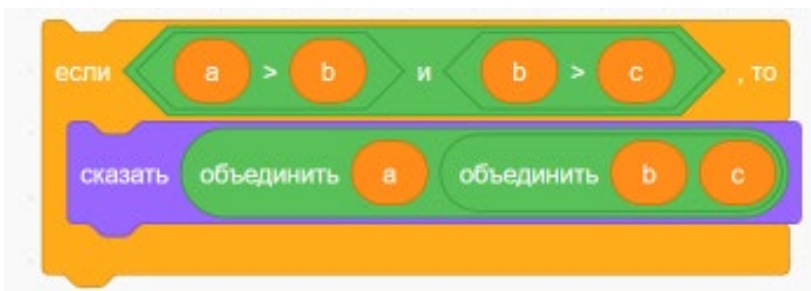 если a > b и b > c , то
сказать объединить a объединить b c